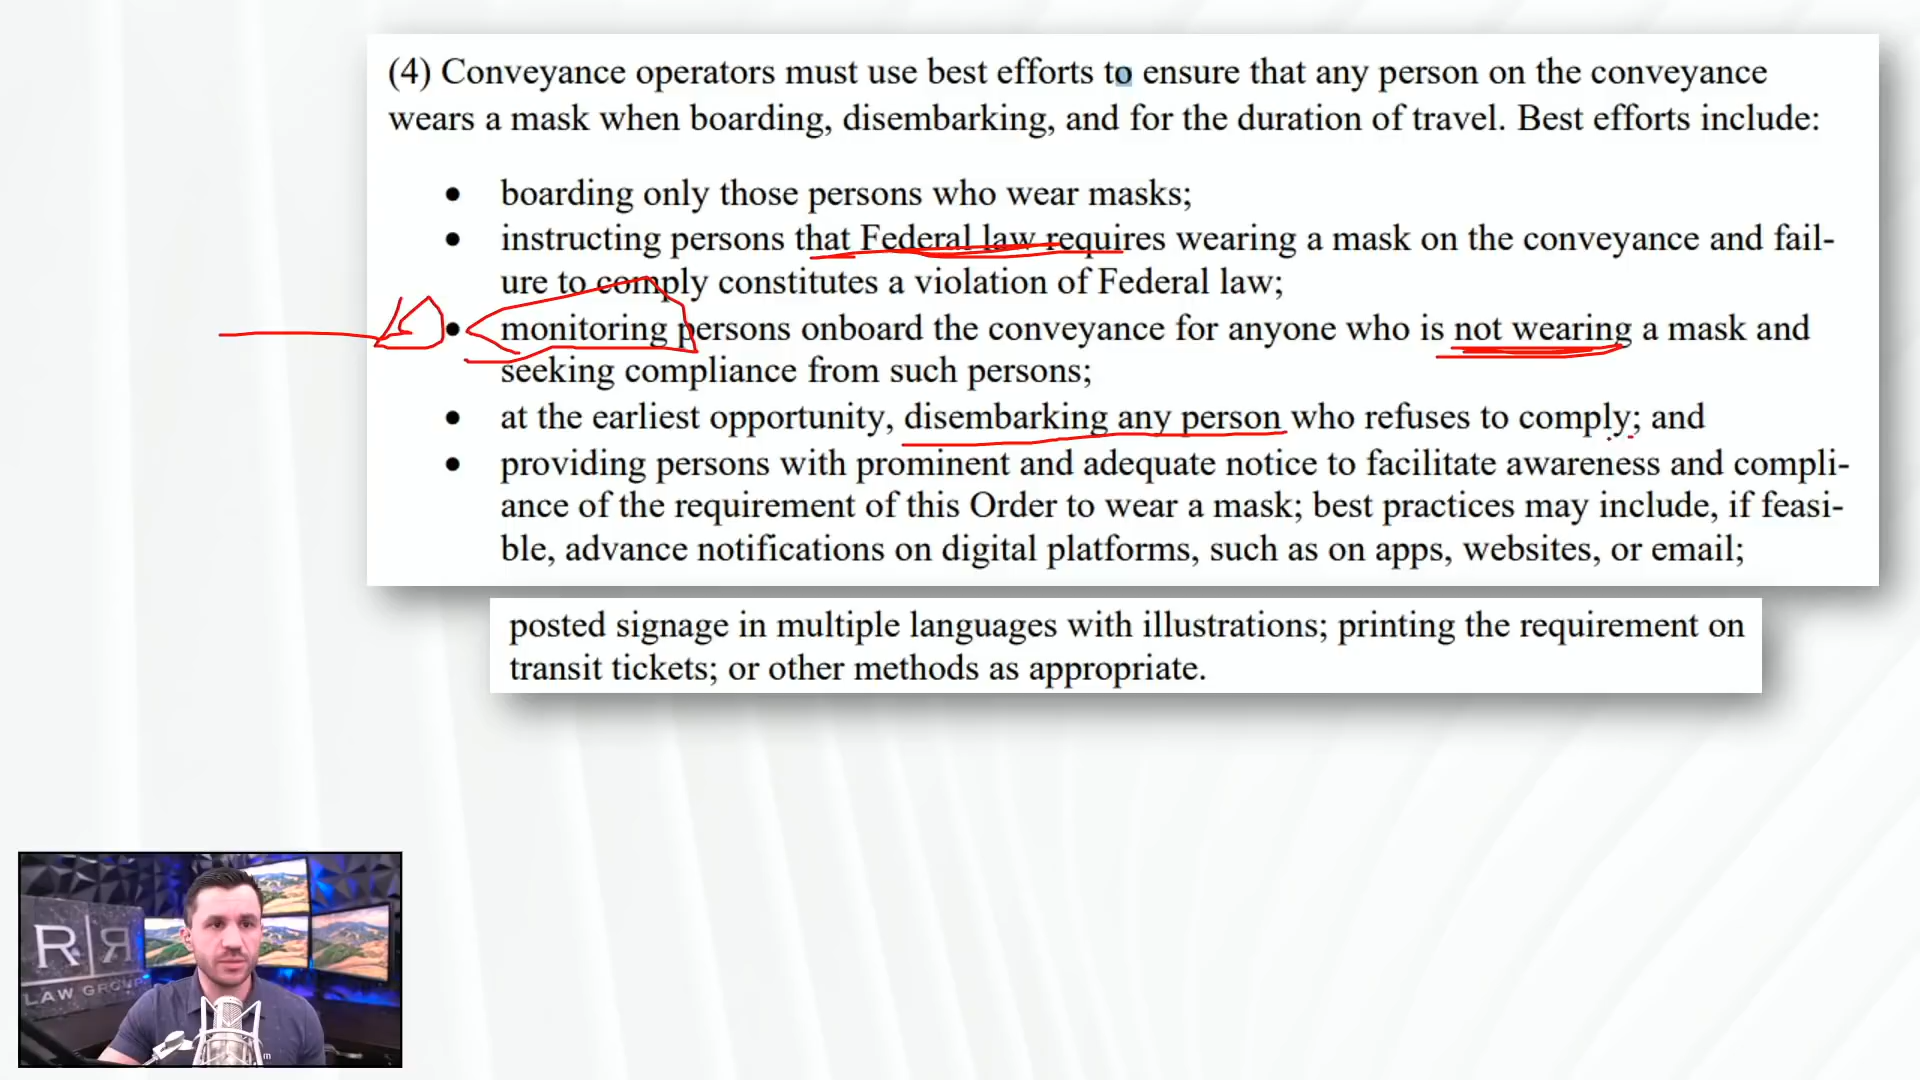 (4) Conveyance operators must use best efforts to ensure that any person on the conveyance
wears a mask when boarding, disembarking, and for the duration of travel. Best efforts include:
• boarding only those persons who wear masks;
• instructing persons that Federal law requires wearing a mask on the conveyance and fail-
ure to comply constitutes a violation of Federal law;
• monitoring persons onboard the conveyance for anyone who is not wearing a mask and
seeking compliance from such persons;
• at the earliest opportunity, disembarking any person who refuses to comply; and
• providing persons with prominent and adequate notice to facilitate awareness and compli-
ance of the requirement of this Order to wear a mask; best practices may include, if feasi-
ble, advance notifications on digital platforms, such as on apps, websites, or email;
posted signage in multiple languages with illustrations; printing the requirement on
transit tickets; or other methods as appropriate.
R|R
LAW GROUP